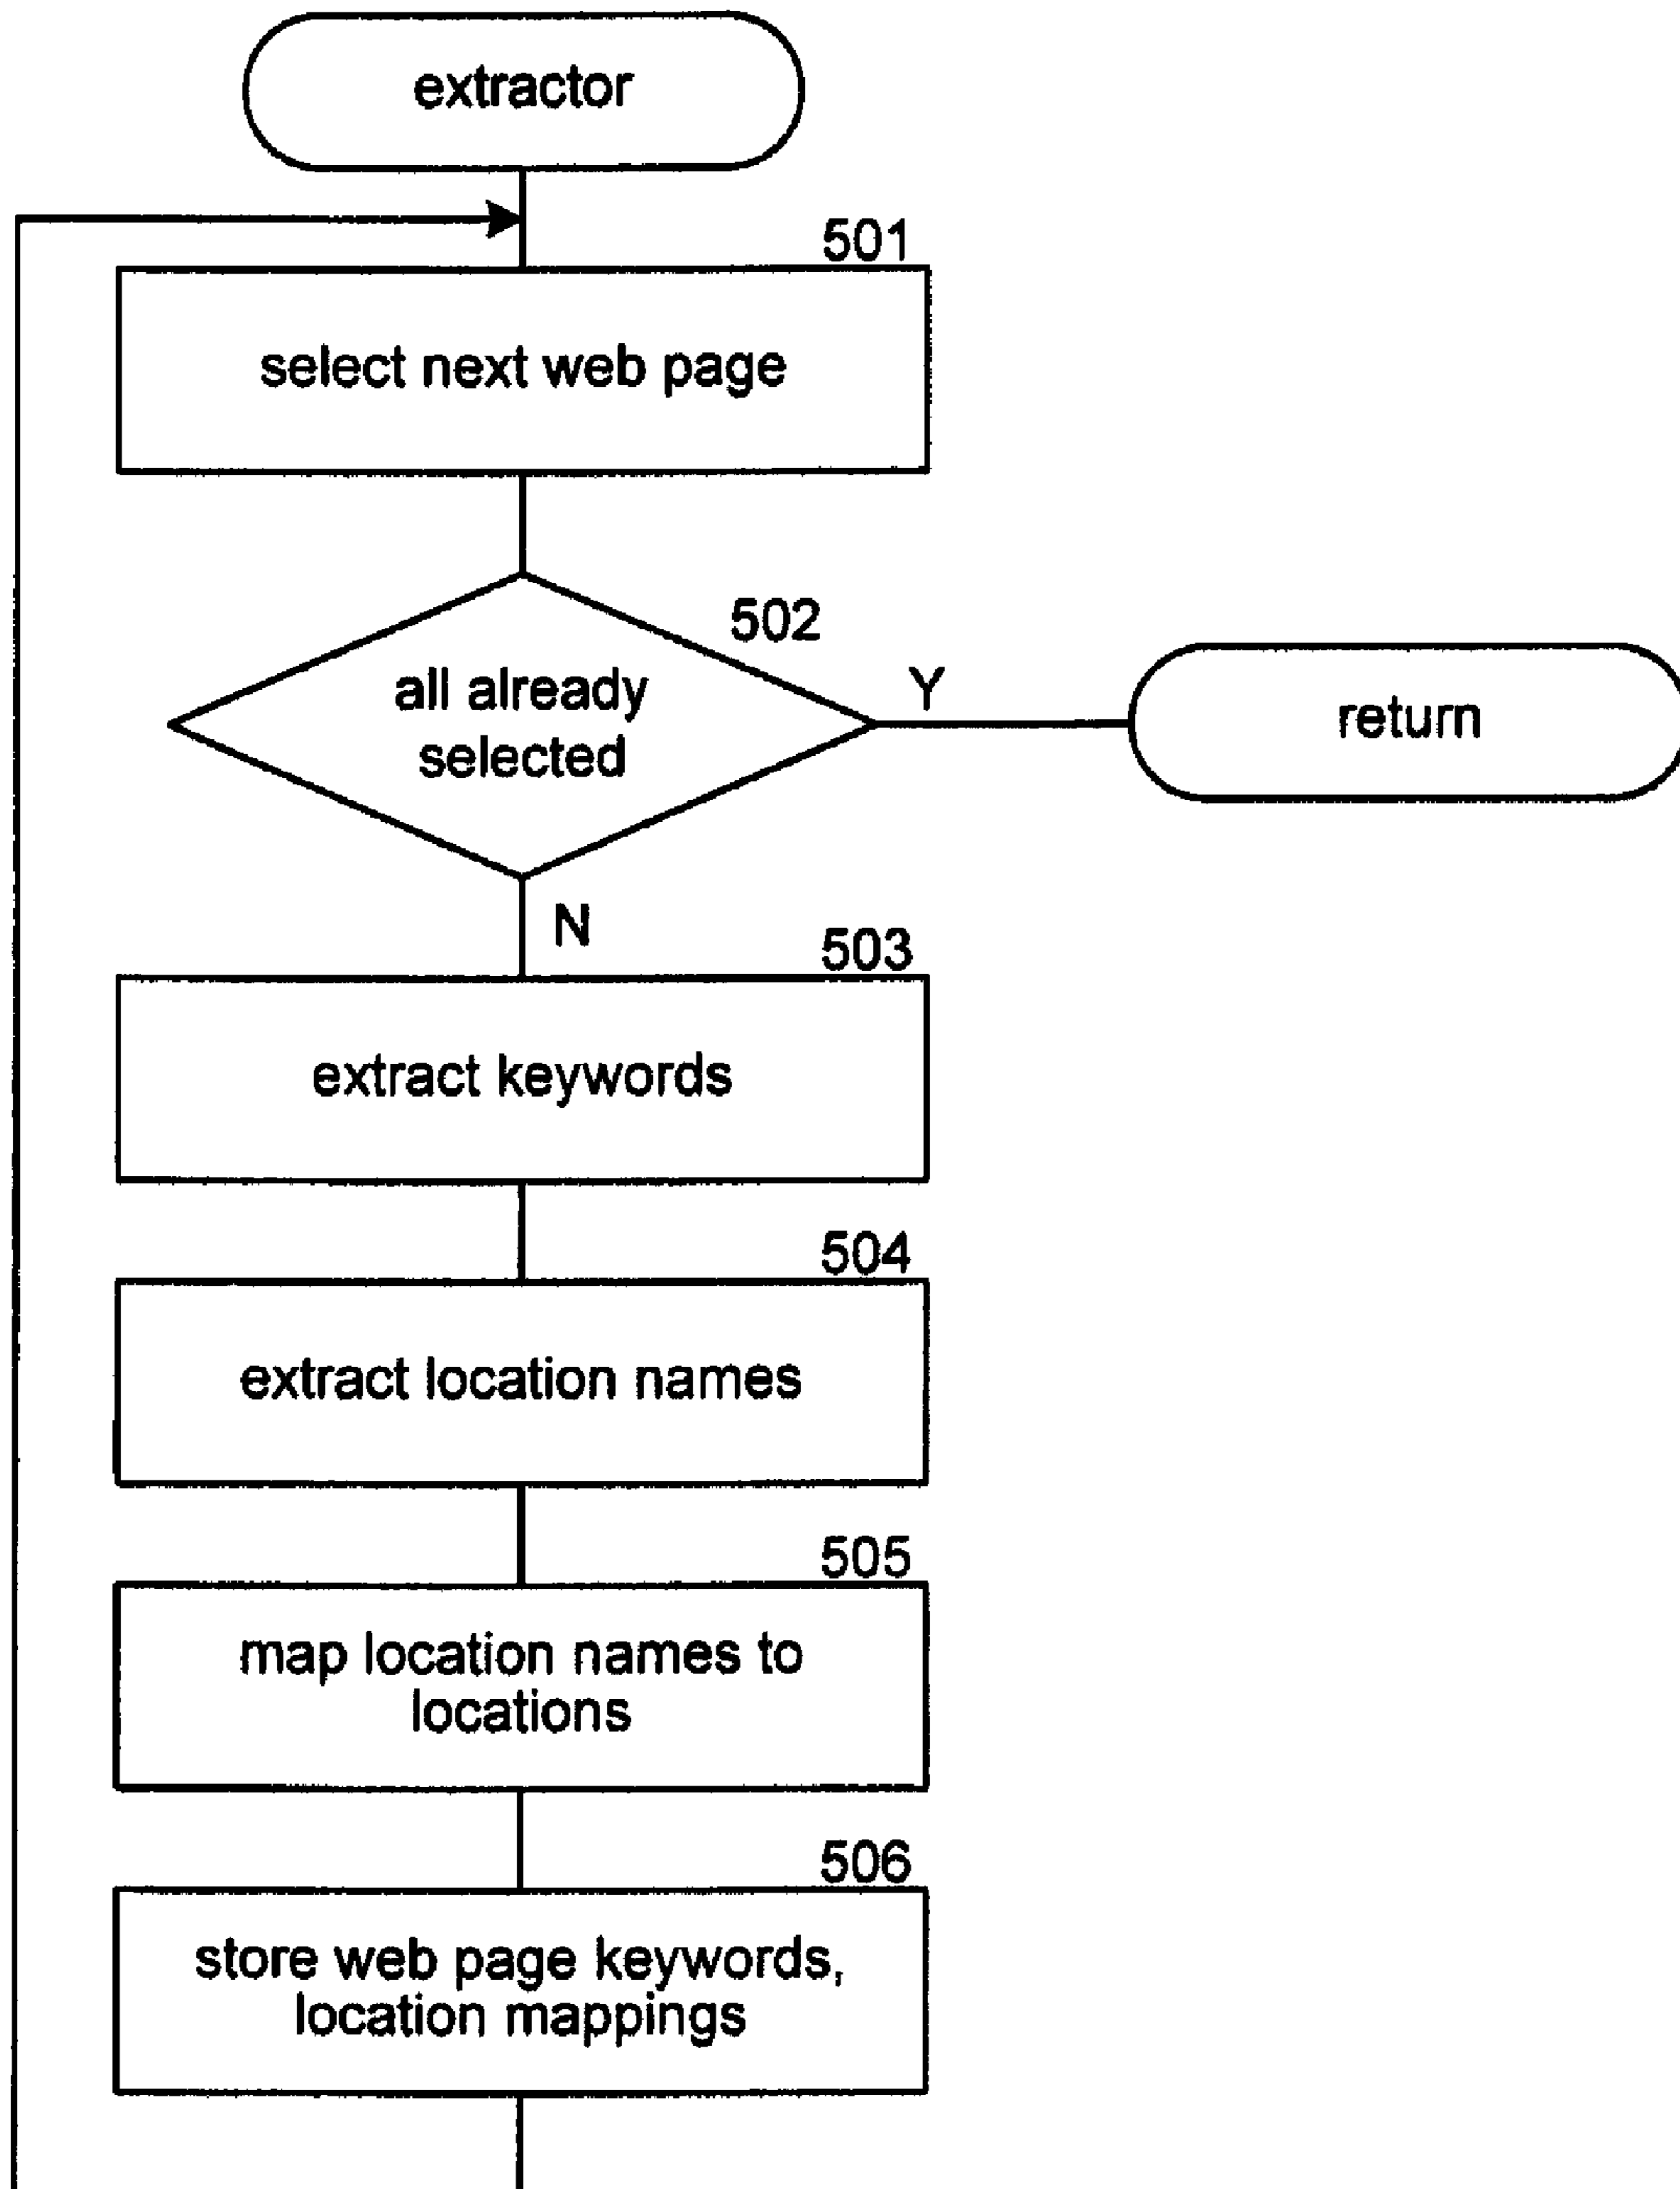 extractor
501
select next web page
502
all already
selected
Y
return
N
503
extract keywords
504
extract location names
505
map location names to
locations
506
store web page keywords,
location mappings